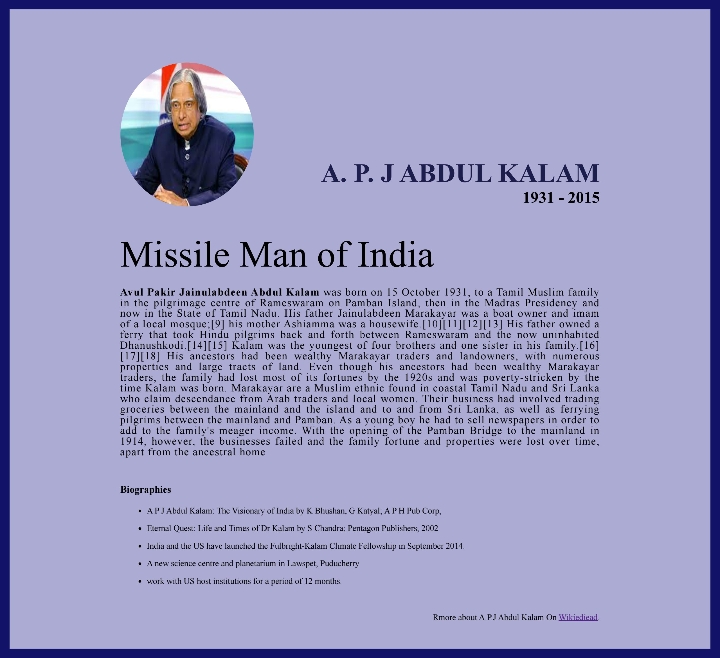 A. P. J ABDUL KALAM
1931 - 2015
Missile Man of India
Avul Pakir Jainulabdeen Abdul Kalam was born on 15 October 1931, to a Tamil Muslim family
in the pilgrimage centre of Rameswaram on Pamban Island, then in the Madras Presidency and
now in the State of Tamil Nadu. His father Jainulabdeen Marakayar was a boat owner and imam
of a local mosque;[9] his mother Ashiamma was a housewife.[10][11][12][13] His father owned a
ferry that took Hindu pilgrims back and forth between Rameswaram and the now uninhabited
Dhanushkodi.[14][15] Kalam was the youngest of four brothers and one sister in his family.[16]
[17][18] His ancestors had been wealthy Marakayar traders and landowners, with numerous
properties and large tracts of land. Even though his ancestors had been wealthy Marakayar
traders, the family had lost most of its fortunes by the 1920s and was poverty-stricken by the
time Kalam was born. Marakayar are a Muslim ethnic found in coastal Tamil Nadu and Sri Lanka
who claim descendance from Arab traders and local women. Their business had involved trading
groceries between the mainland and the island and to and from Sri Lanka, as well as ferrying
pilgrims between the mainland and Pamban. As a young boy he had to sell newspapers in order to
add to the family's meager income. With the opening of the Pamban Bridge to the mainland in
1914, however, the businesses failed and the family fortune and properties were lost over time,
apart from the ancestral home
Biographies
• A P J Abdul Kalam: The Visionary of India by K Bhushan, G Katyal, A P H Pub Corp,
• Eternal Quest: Life and Times of Dr Kalam by S Chandra: Pentagon Publishers, 2002
• India and the US have launched the Fulbright-Kalam Climate Fellowship in September 2014.
• A new science centre and planetarium in Lawspet, Puducherry
• work with US host institutions for a period of 12 months
Rmore about A P J Abdul Kalam On Wikiediead